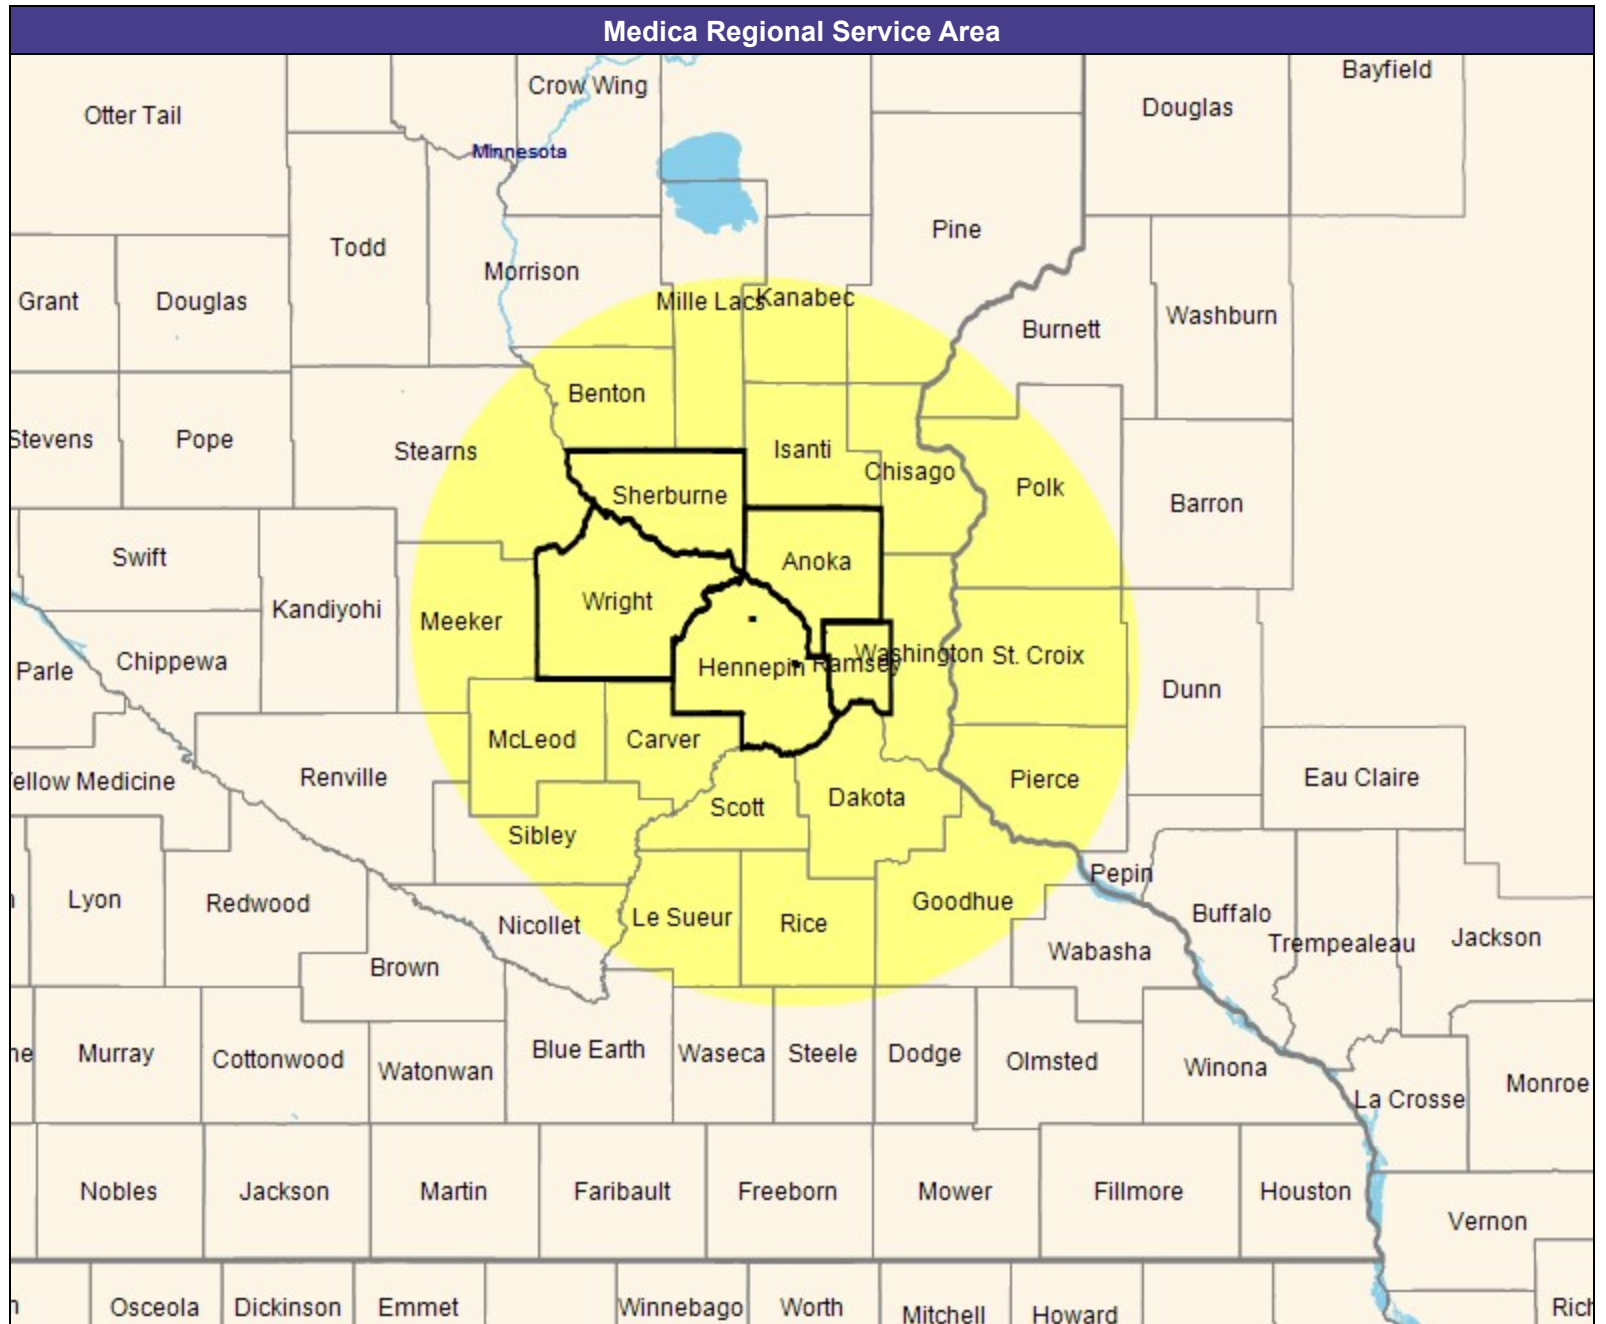 Medica Regional Service Area
Bayfield
Crow Wing
Otter Tail
Douglas
Minnesota
Pine
Todd
Morrison
Grant
Douglas
Mille Lacs
Kanabec
Washburn
Burnett
Benton
Stevens
Pope
Stearns
Isanti
Chisago
Polk
Sherburne
Barron
Swift
Anoka
Kandiyohi
Wright
Meeker
Parle
Chippewa
Hennepin
Ramsey
Washington
St. Croix
Dunn
McLeod
Carver
ellow Medicine
Renville
Pierce
Eau Claire
Scott
Dakota
Sibley
Pepin
Lyon
Redwood
Nicollet
Le Sueur
Rice
Goodhue
Buffalo
Trempealeau
Jackson
Brown
Wabasha
ne
Murray
Cottonwood
Watonwan
Blue Earth
Waseca
Steele
Dodge
Olmsted
Winona
La Crosse
Monroe
Nobles
Jackson
Martin
Faribault
Freeborn
Mower
Fillmore
Houston
Vernon
Osceola
Dickinson
Emmet
Winnebago
Worth
Mitchell
Howard
Rich